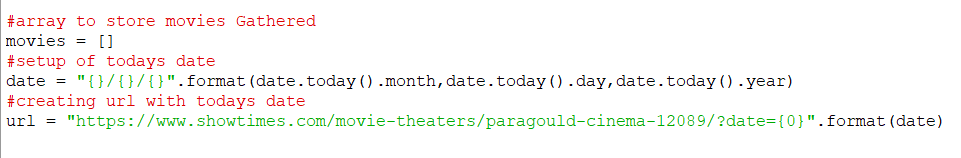 #array to store movies Gathered
movies = []
#setup of todays date
date = "{}/{}/{}".format(date.today().month,date.today().day,date.today().year)
#creating url with todays date
url = "https://www.showtimes.com/movie-theaters/paragould-cinema-12089/?date={0}".format(date)